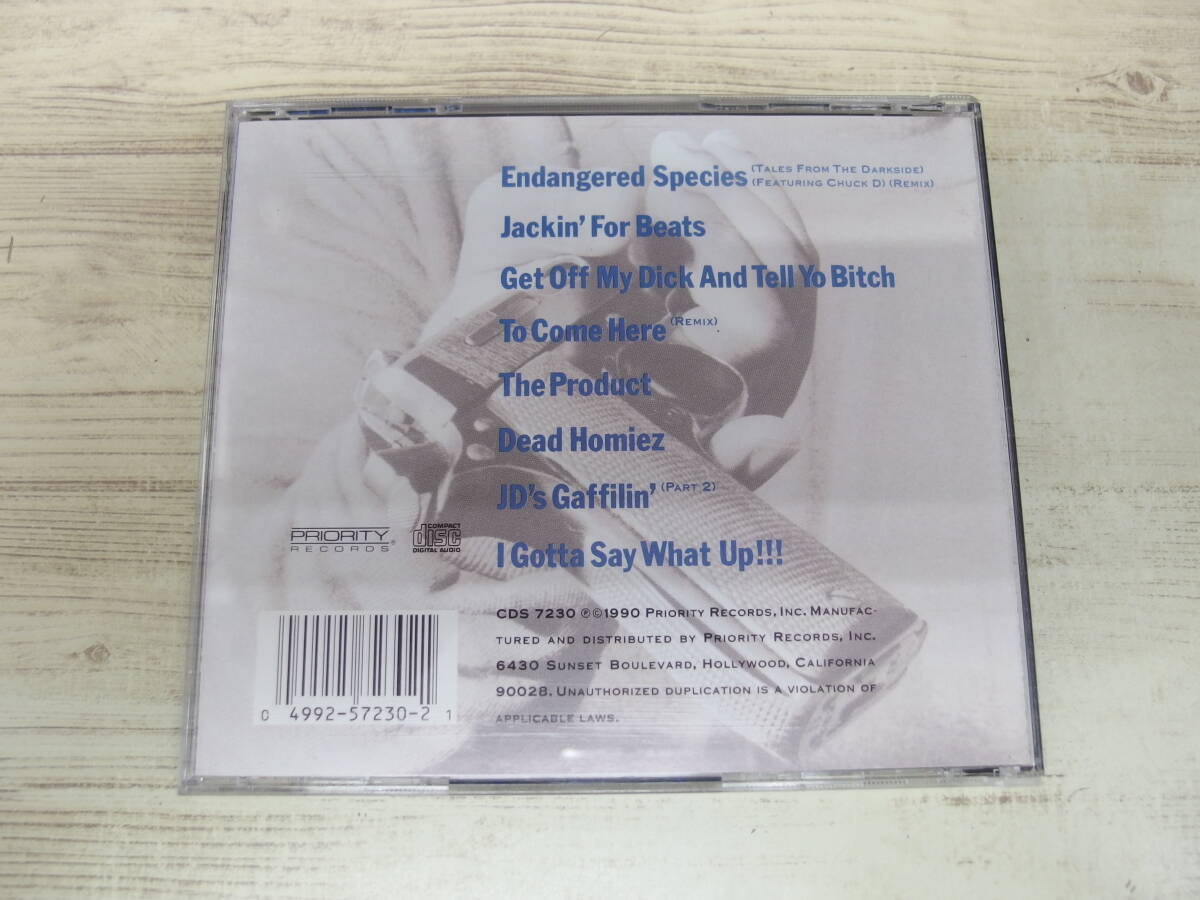 Endangered Species (Tales From The Darkside)
(Featuring Chuck D) (Remix)
Jackin' For Beats
Get Off My Dick And Tell Yo Bitch
To Come Here (Remix)
The Product
Dead Homiez
JD's Gaffilin' (Part 2)
I Gotta Say What Up!!!
PRIORITY®
RECORDS
COMPACT
disc
DIGITAL AUDIO
CDS 7230 ℗©1990 Priority Records, Inc. Manufac-
tured and distributed by Priority Records, Inc.
6430 Sunset Boulevard, Hollywood, California
90028. Unauthorized duplication is a violation of
applicable laws.
0 4992-57230-2 1